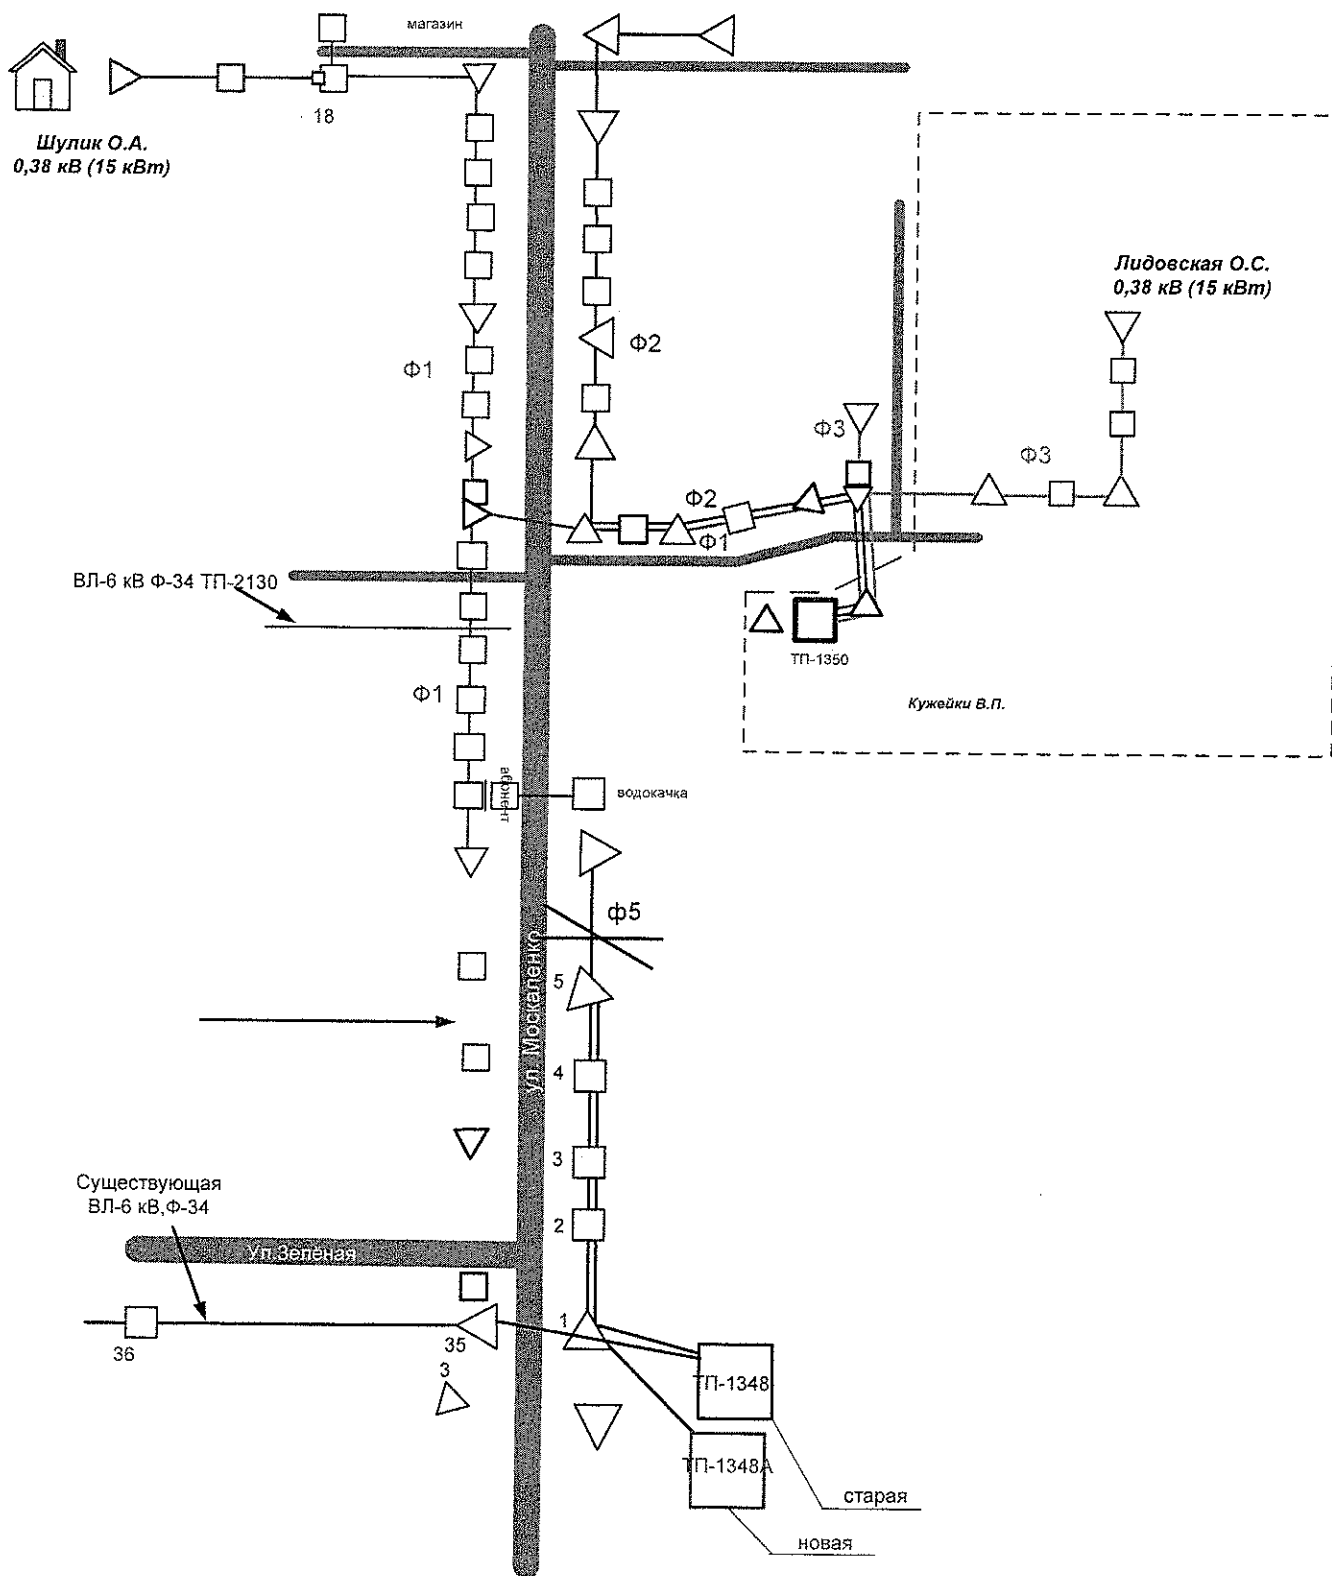 магазин
18
Шулик О.А.
0,38 кВ (15 кВт)
Лидовская О.С.
0,38 кВ (15 кВт)
Ф2
Ф1
Ф3
Ф3
Ф2
Ф1
ВЛ-6 кВ Ф-34 ТП-2130
ТП-1350
Ф1
Кужейки В.П.
абонент
водокачка
ф5
ул. Москаленко
5
4
3
2
Существующая
ВЛ-6 кВ,Ф-34
Ул.Зелёная
1
35
36
3
ТП-1348
ТП-1348А
старая
новая